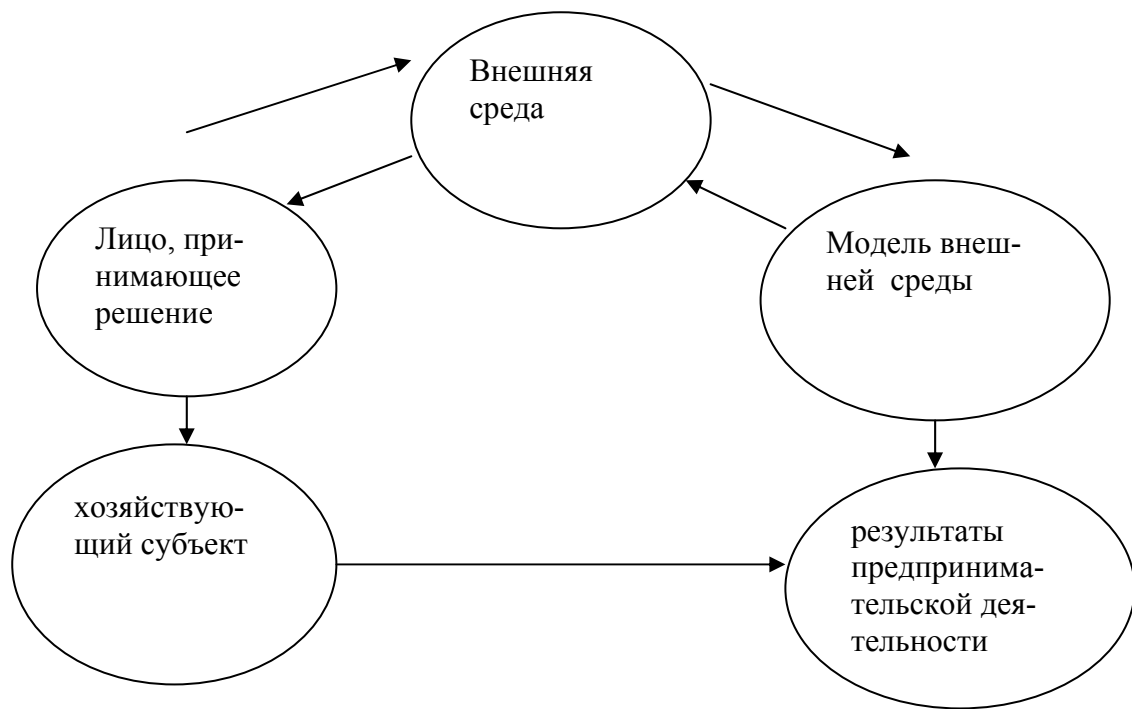 Внешняя
среда
Лицо, при-
нимающее
решение
Модель внеш-
ней среды
хозяйствую-
щий субъект
результаты
предпринима-
тельской дея-
тельности